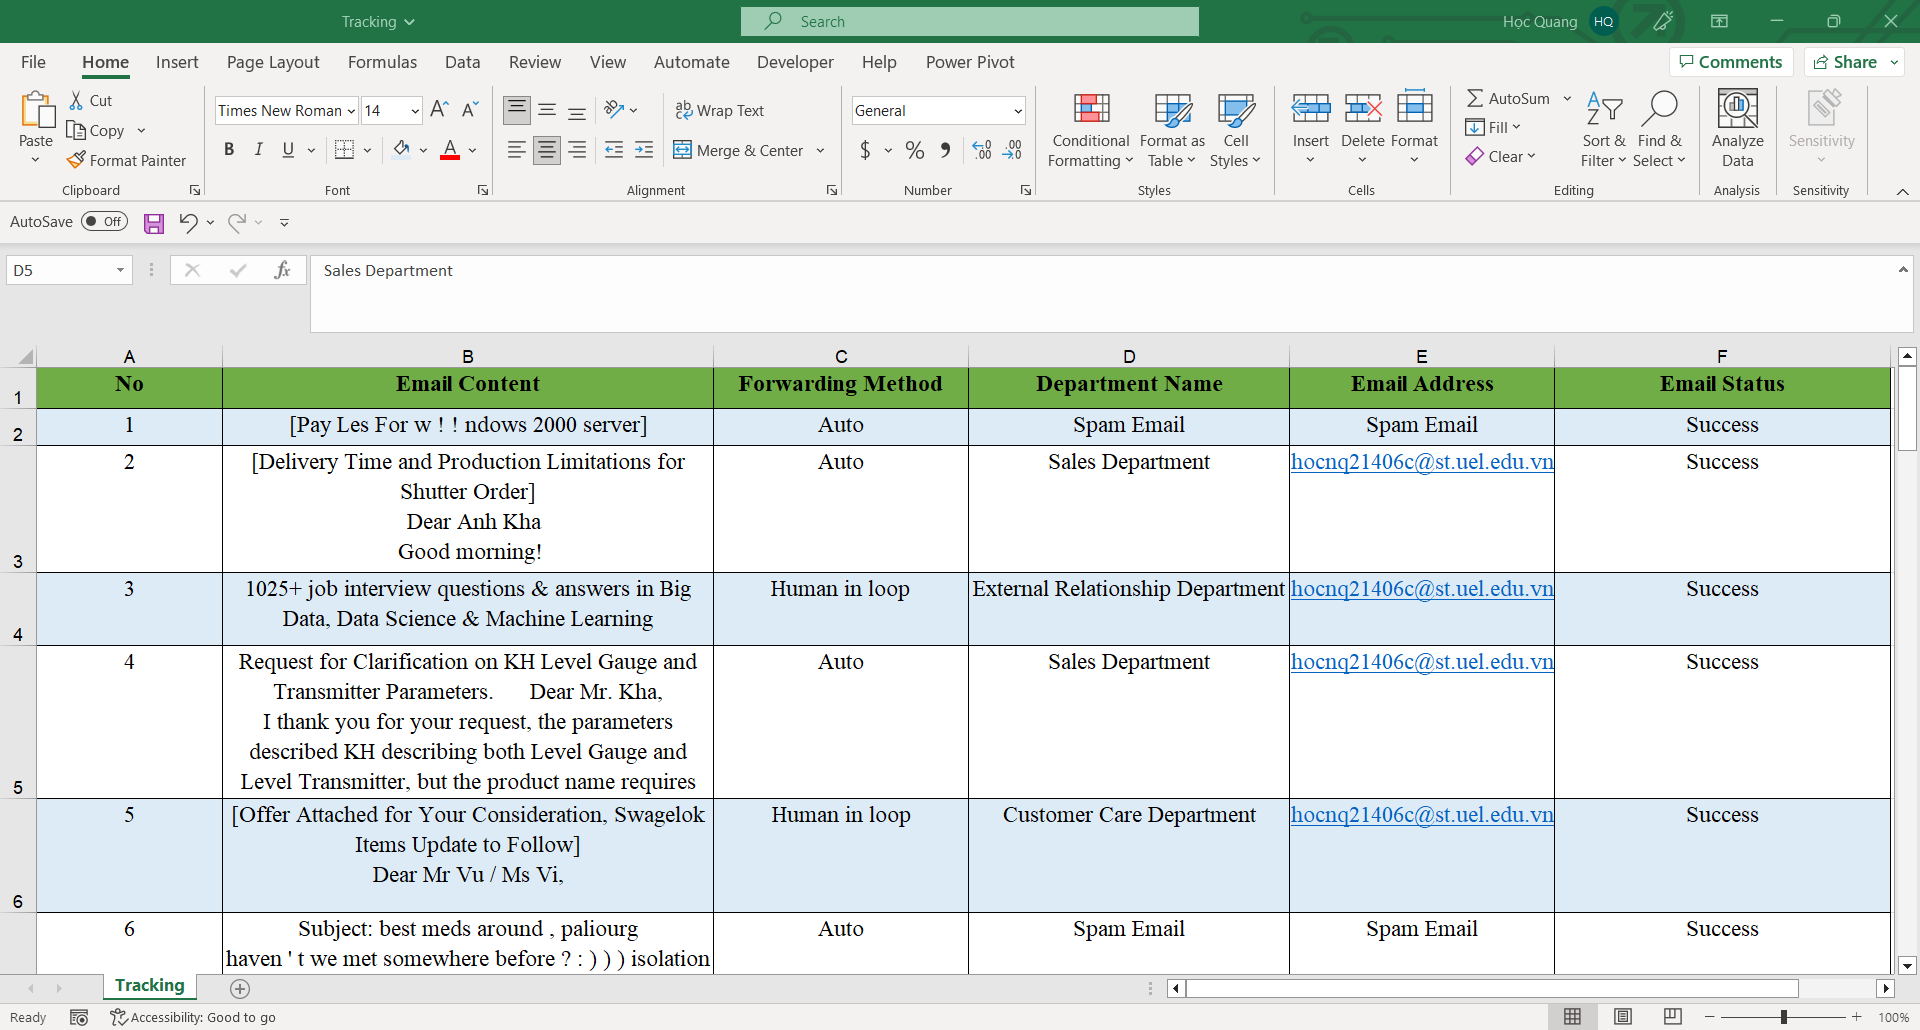 Tracking
Search
Học Quang HQ
File Home Insert Page Layout Formulas Data Review View Automate Developer Help Power Pivot
Comments Share
Paste
Cut
Copy
Format Painter
Clipboard
Times New Roman 14 A^ A
B I U A
Font
Wrap Text
Merge & Center
Alignment
General
$ % 9
Number
Conditional Formatting
Format as Table
Cell Styles
Styles
Insert Delete Format
Cells
AutoSum
Fill
Clear
Sort & Filter
Find & Select
Editing
Analyze Data
Analysis
Sensitivity
Sensitivity
AutoSave Off
D5 fx Sales Department
A B C D E F
1 No Email Content Forwarding Method Department Name Email Address Email Status
2 1 [Pay Les For w ! ! ndows 2000 server] Auto Spam Email Spam Email Success
3 2 [Delivery Time and Production Limitations for Auto Sales Department hocnq21406c@st.uel.edu.vn Success
Shutter Order]
Dear Anh Kha
Good morning!
4 3 1025+ job interview questions & answers in Big Human in loop External Relationship Department hocnq21406c@st.uel.edu.vn Success
Data, Data Science & Machine Learning
5 4 Request for Clarification on KH Level Gauge and Auto Sales Department hocnq21406c@st.uel.edu.vn Success
Transmitter Parameters. Dear Mr. Kha,
I thank you for your request, the parameters
described KH describing both Level Gauge and
Level Transmitter, but the product name requires
6 5 [Offer Attached for Your Consideration, Swagelok Human in loop Customer Care Department hocnq21406c@st.uel.edu.vn Success
Items Update to Follow]
Dear Mr Vu / Ms Vi,
6 Subject: best meds around , paliourg Auto Spam Email Spam Email Success
haven ' t we met somewhere before ? : ) ) ) isolation
Tracking
Ready Accessibility: Good to go 100%